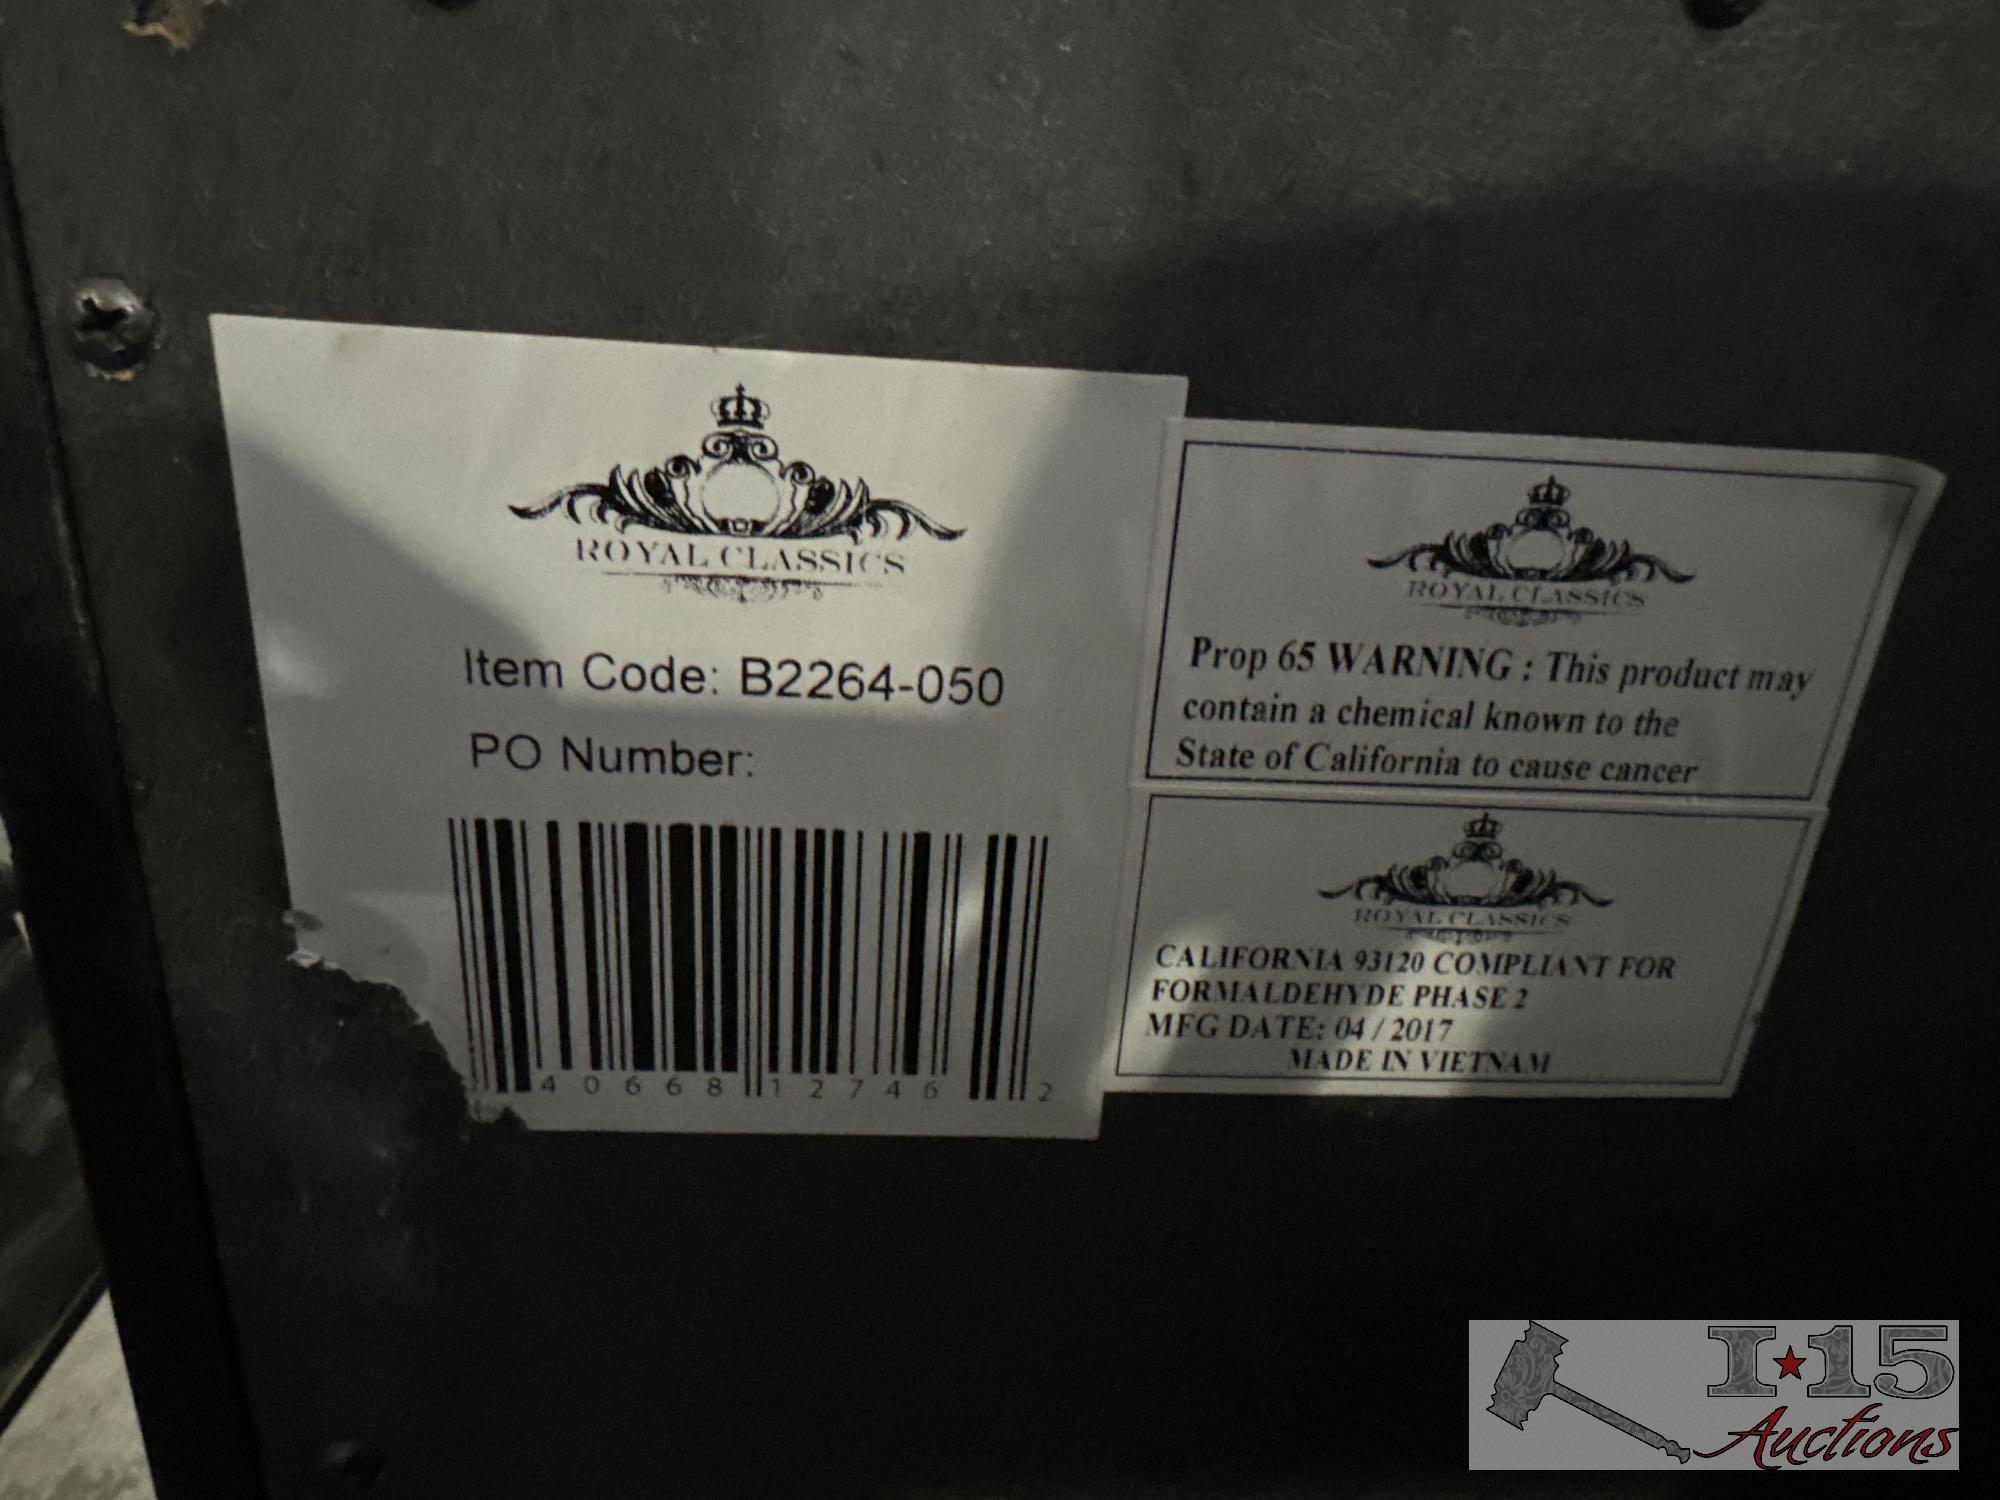 ROYAL CLASSICS
Item Code: B2264-050
PO Number:
40668 12746 2
ROYAL CLASSICS
Prop 65 WARNING : This product may
contain a chemical known to the
State of California to cause cancer
ROYAL CLASSICS
CALIFORNIA 93120 COMPLIANT FOR
FORMALDEHYDE PHASE 2
MFG DATE: 04 / 2017
MADE IN VIETNAM
I★15
Auctions